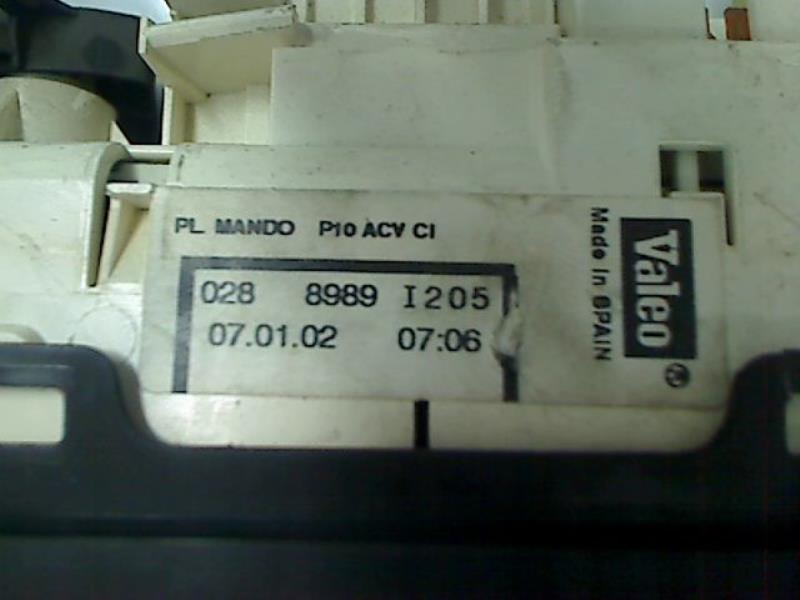 PL. MANDO P10 ACV CI
028 8989 I205
07.01.02 07:06
Valeo
Made In SPAIN